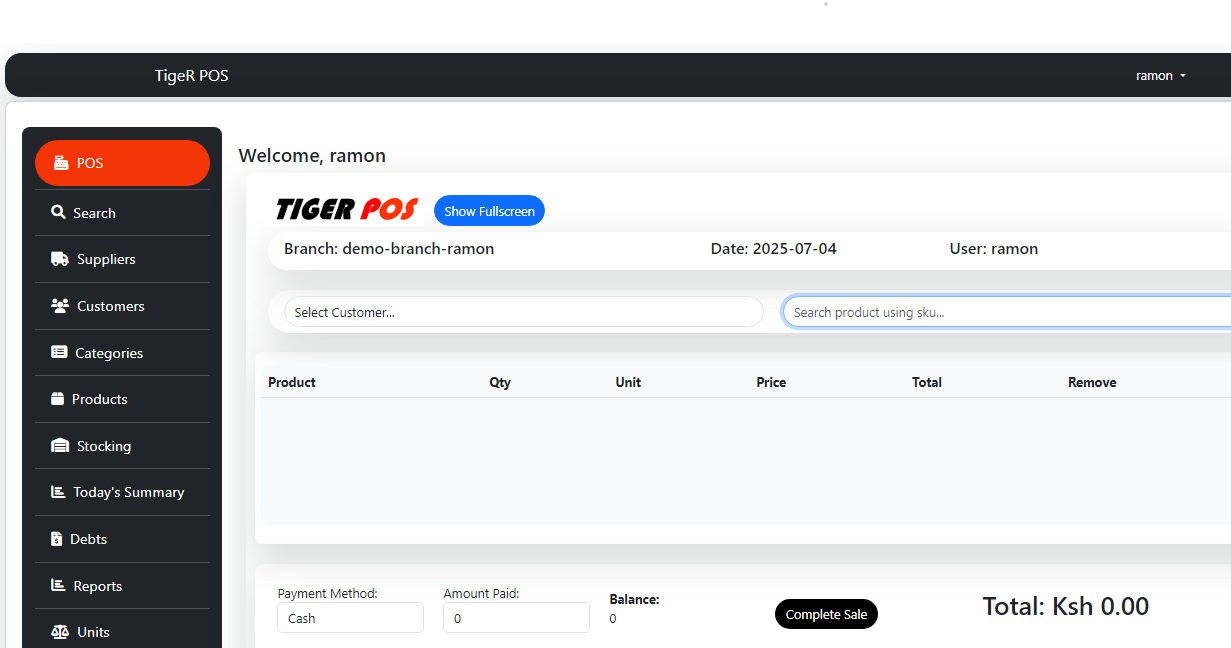 TigeR POS
ramon
POS
Search
Suppliers
Customers
Categories
Products
Stocking
Today's Summary
Debts
Reports
Units
Welcome, ramon
TIGER POS
Show Fullscreen
Branch: demo-branch-ramon
Date: 2025-07-04
User: ramon
Select Customer...
Search product using sku...
Product Qty Unit Price Total Remove
Payment Method:
Cash
Amount Paid:
0
Balance:
0
Complete Sale
Total: Ksh 0.00